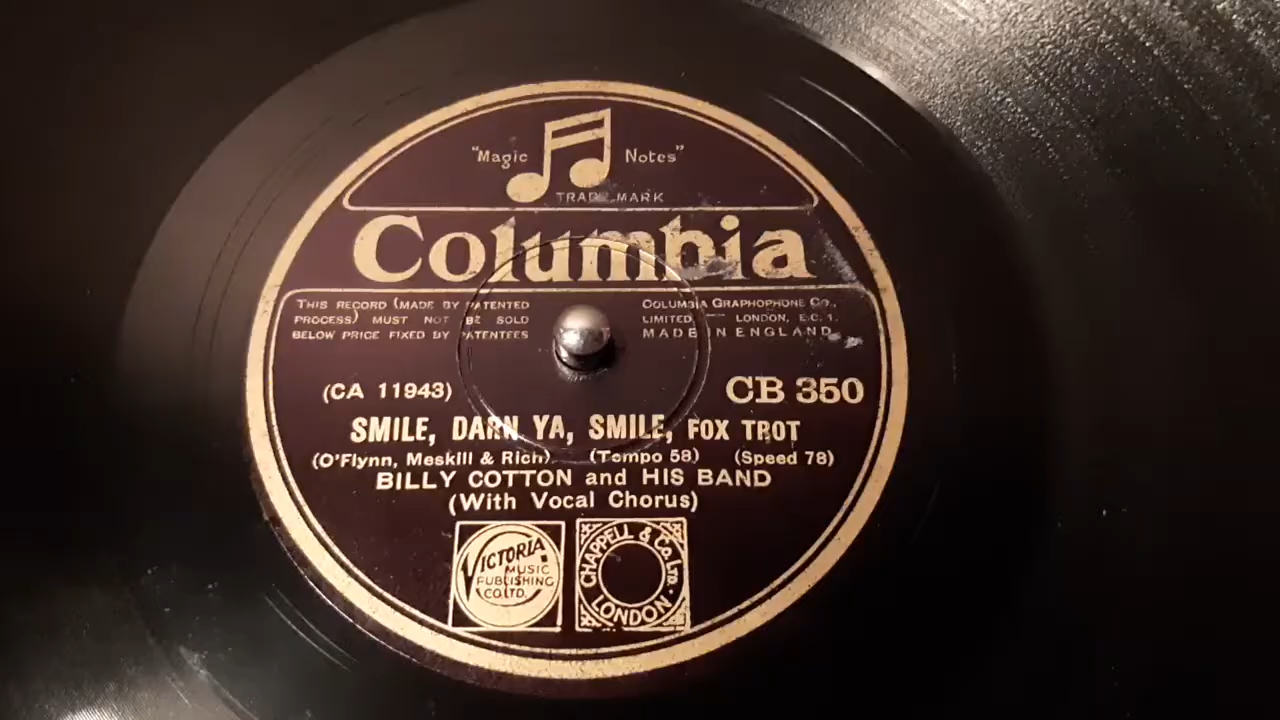 "Magic Notes"
TRADE MARK
Columbia
THIS RECORD (MADE BY PATENTED
PROCESS) MUST NOT BE SOLD
BELOW PRICE FIXED BY PATENTEES
COLUMBIA GRAPHOPHONE CO.,
LIMITED LONDON, E.C. 1.
MADE IN ENGLAND
(CA 11943)
CB 350
SMILE, DARN YA, SMILE, FOX TROT
(O'Flynn, Meskill & Rich) (Tempo 58) (Speed 78)
BILLY COTTON and HIS BAND
(With Vocal Chorus)
VICTORIA
MUSIC
PUBLISHING
CO. LTD.
CHAPPELL & Co. LTD.
LONDON